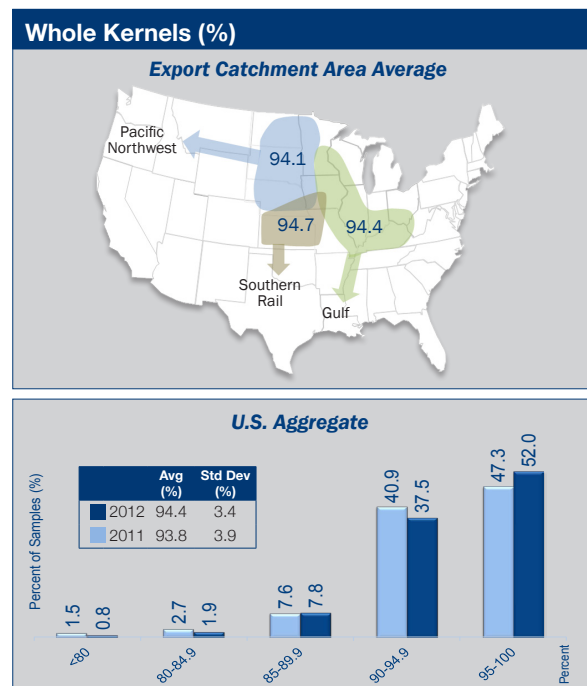 Whole Kernels (%)
Export Catchment Area Average
Pacific
Northwest
94.1
94.7
94.4
Southern
Rail
Gulf
U.S. Aggregate
Avg Std Dev
(%) (%)
2012 94.4 3.4
2011 93.8 3.9
Percent of Samples (%)
1.5 0.8 2.7 1.9 7.6 7.8 40.9 37.5 47.3 52.0
<80 80-84.9 85-89.9 90-94.9 95-100
Percent